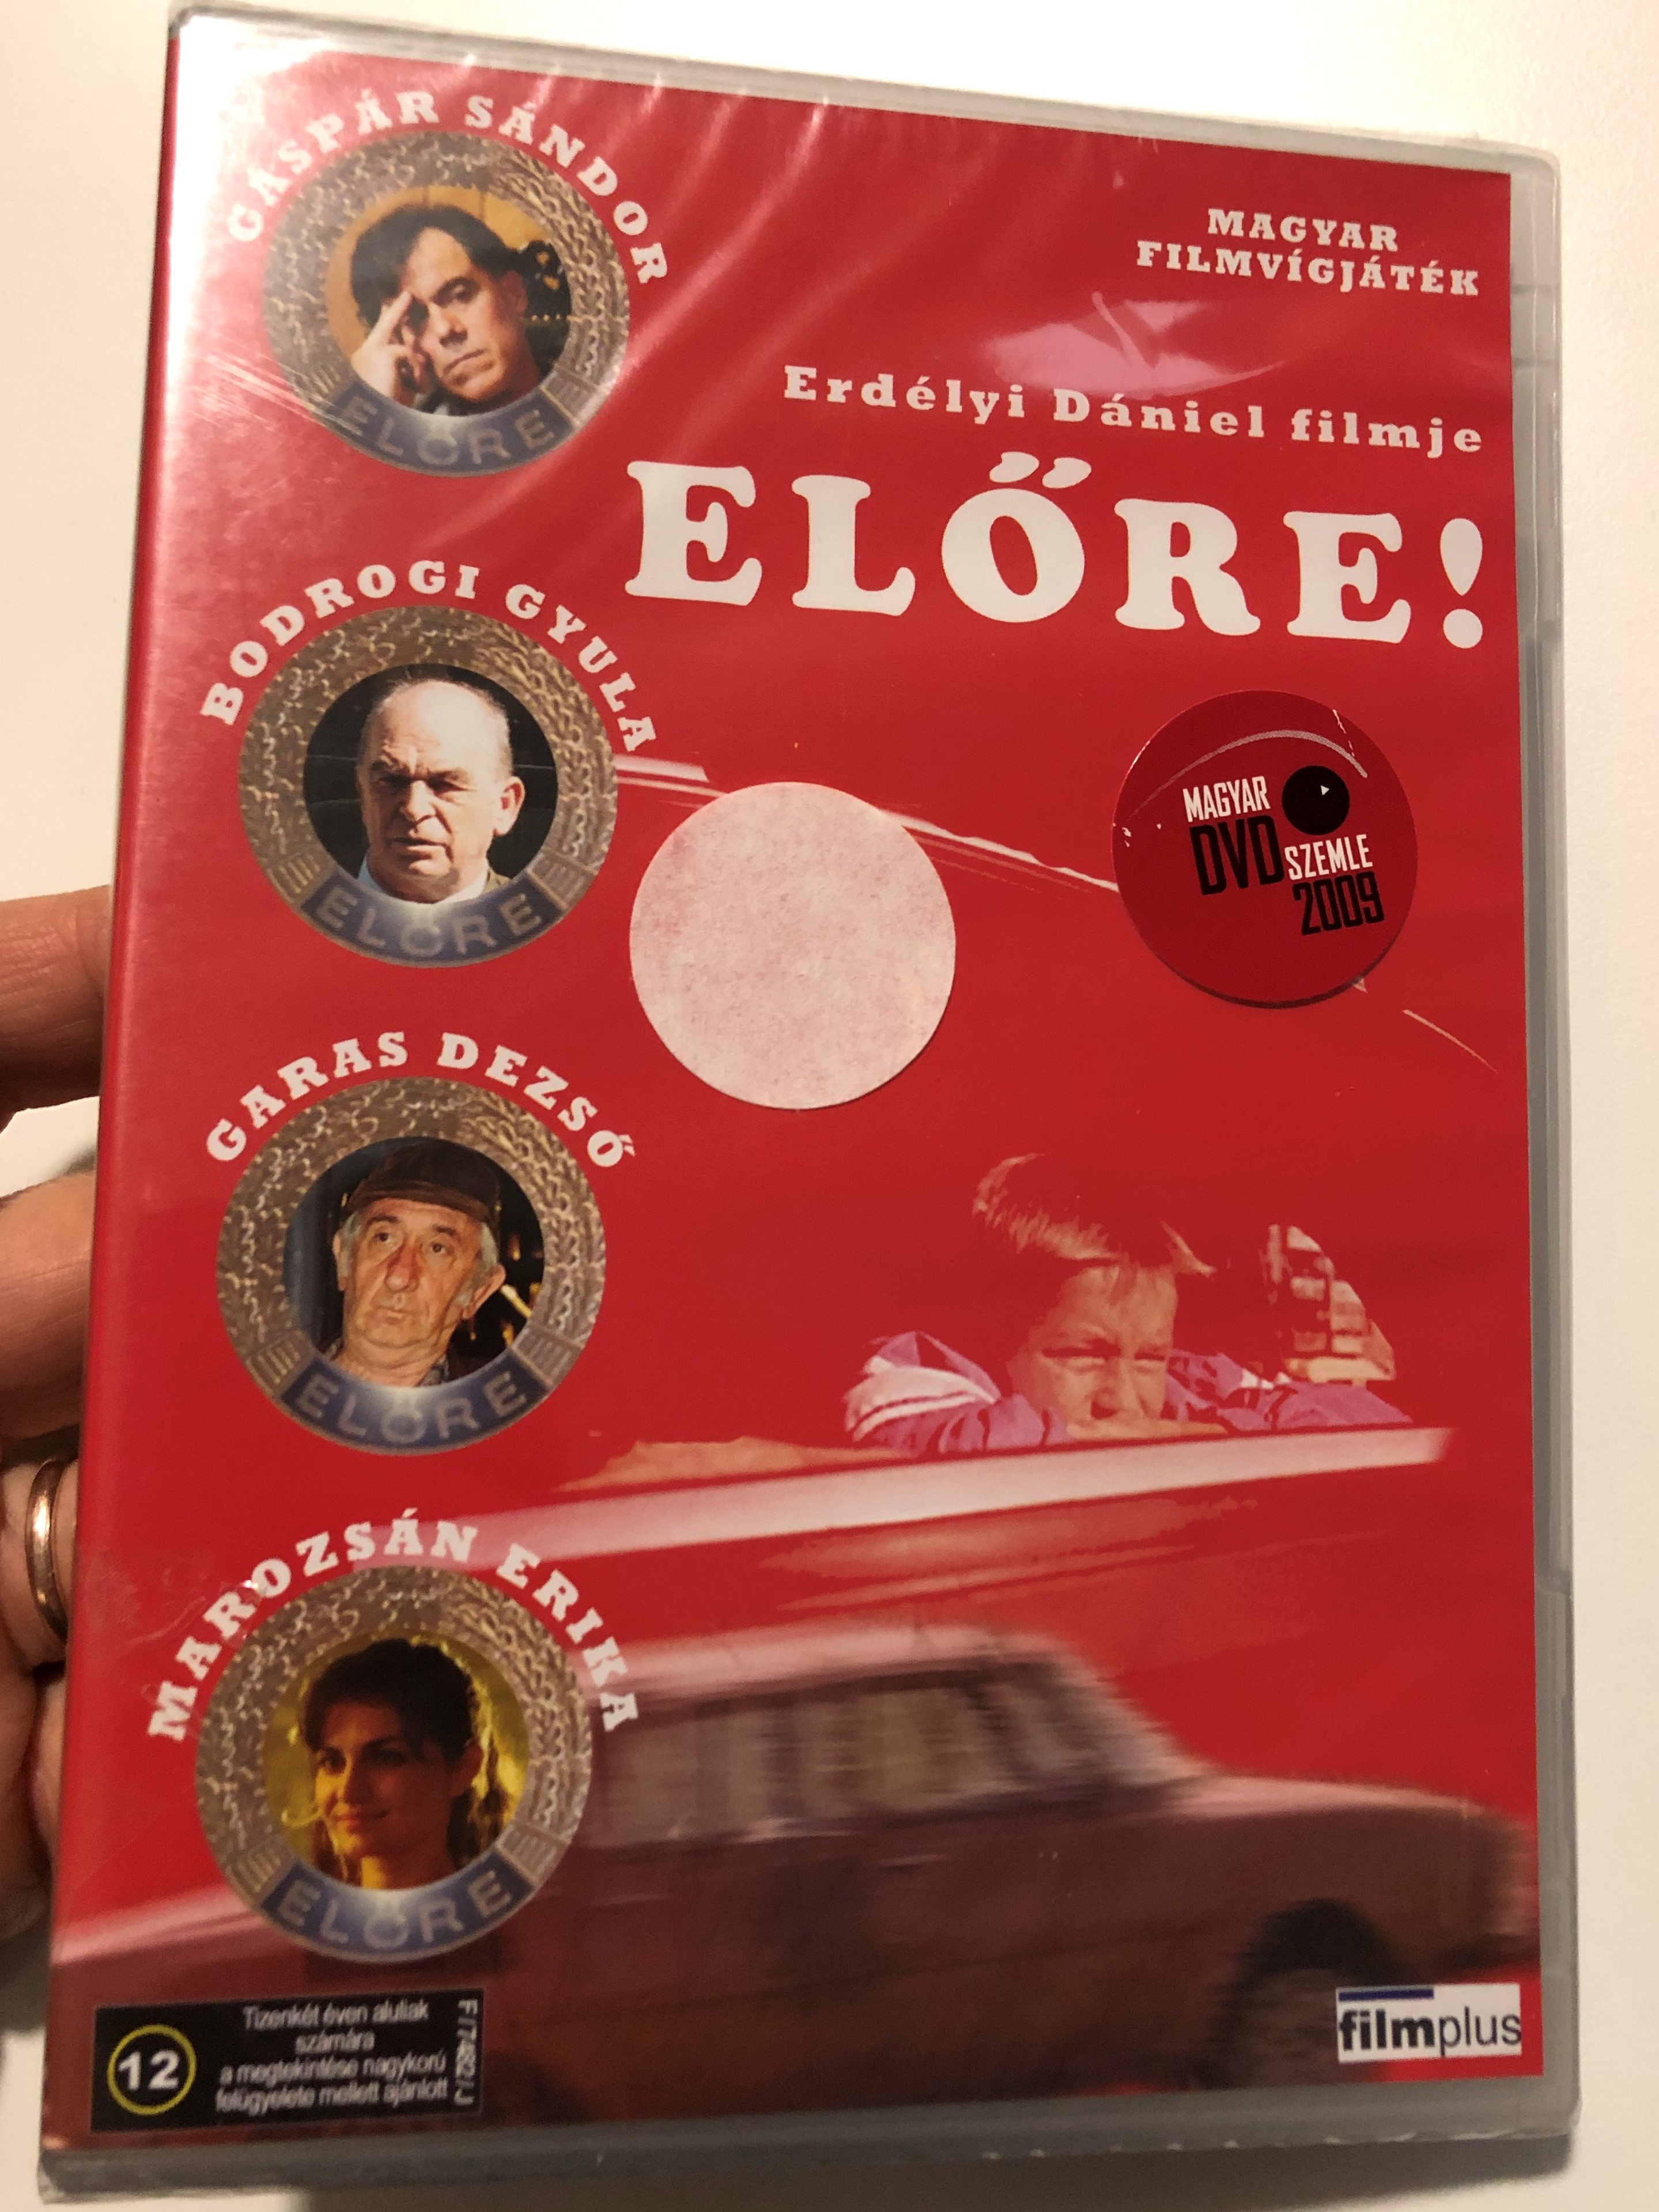 GÁSPÁR SÁNDOR
ELŐRE
MAGYAR
FILMVÍGJÁTÉK
Erdélyi Dániel filmje
ELŐRE!
BODROGI GYULA
ELŐRE
MAGYAR
DVD SZEMLE
2009
GARAS DEZSŐ
ELŐRE
MAROZSÁN ERIKA
ELŐRE
12
Tizenkét éven aluliak
számára
a megtekintése nagykorú
felügyelete mellett ajánlott
F/7482/J
filmplus